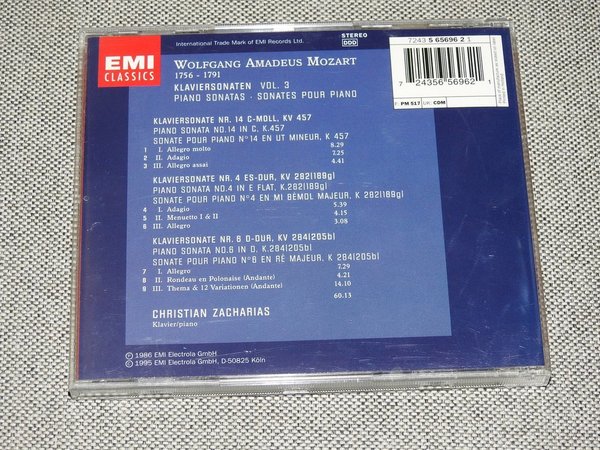 EMI
CLASSICS
International Trade Mark of EMI Records Ltd.
STEREO
DDD
7243 5 65696 2 1
7 24356 56962 1
F: PM 517 UK: CDM
WOLFGANG AMADEUS MOZART
1756 - 1791
KLAVIERSONATEN VOL. 3
PIANO SONATAS · SONATES POUR PIANO
KLAVIERSONATE NR. 14 C-MOLL, KV 457
PIANO SONATA NO.14 IN C, K.457
SONATE POUR PIANO N°14 EN UT MINEUR, K 457
1 I. Allegro molto 8.29
2 II. Adagio 7.25
3 III. Allegro assai 4.41
KLAVIERSONATE NR. 4 ES-DUR, KV 282(189g)
PIANO SONATA NO.4 IN E FLAT, K.282(189g)
SONATE POUR PIANO N°4 EN MI BÉMOL MAJEUR, K 282(189g)
4 I. Adagio 5.39
5 II. Menuetto I & II 4.15
6 III. Allegro 3.08
KLAVIERSONATE NR. 6 D-DUR, KV 284(205b)
PIANO SONATA NO.6 IN D, K.284(205b)
SONATE POUR PIANO N°6 EN RÉ MAJEUR, K 284(205b)
7 I. Allegro 7.29
8 II. Rondeau en Polonaise (Andante) 4.21
9 III. Thema & 12 Variationen (Andante) 14.10
60.13
CHRISTIAN ZACHARIAS
Klavier/piano
℗ 1986 EMI Electrola GmbH
© 1995 EMI Electrola GmbH, D-50825 Köln